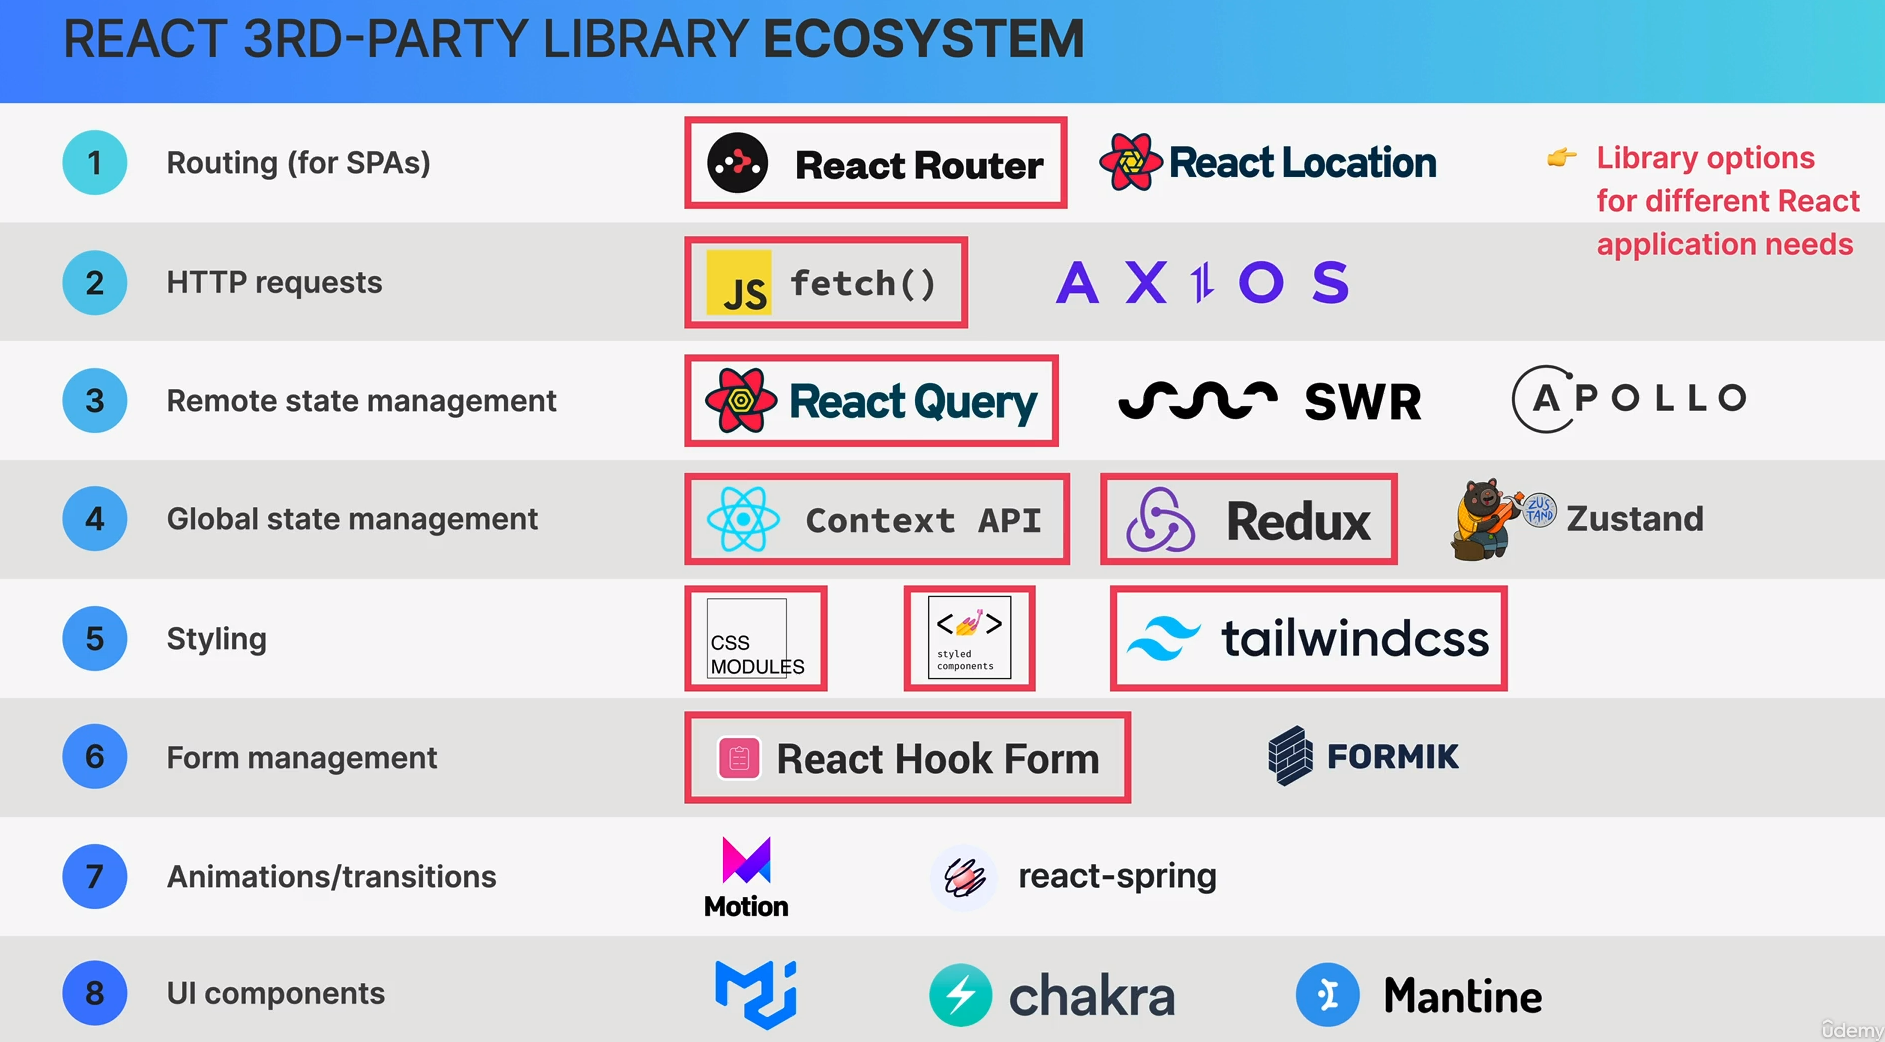 REACT 3RD-PARTY LIBRARY ECOSYSTEM
1 Routing (for SPAs) React Router React Location
👉 Library options
for different React
application needs
2 HTTP requests JS fetch() AXIOS
3 Remote state management React Query SWR APOLLO
4 Global state management Context API Redux ZUSTAND Zustand
5 Styling CSS MODULES <💅> styled components tailwindcss
6 Form management React Hook Form FORMIK
7 Animations/transitions Motion react-spring
8 UI components chakra Mantine
ûdemy